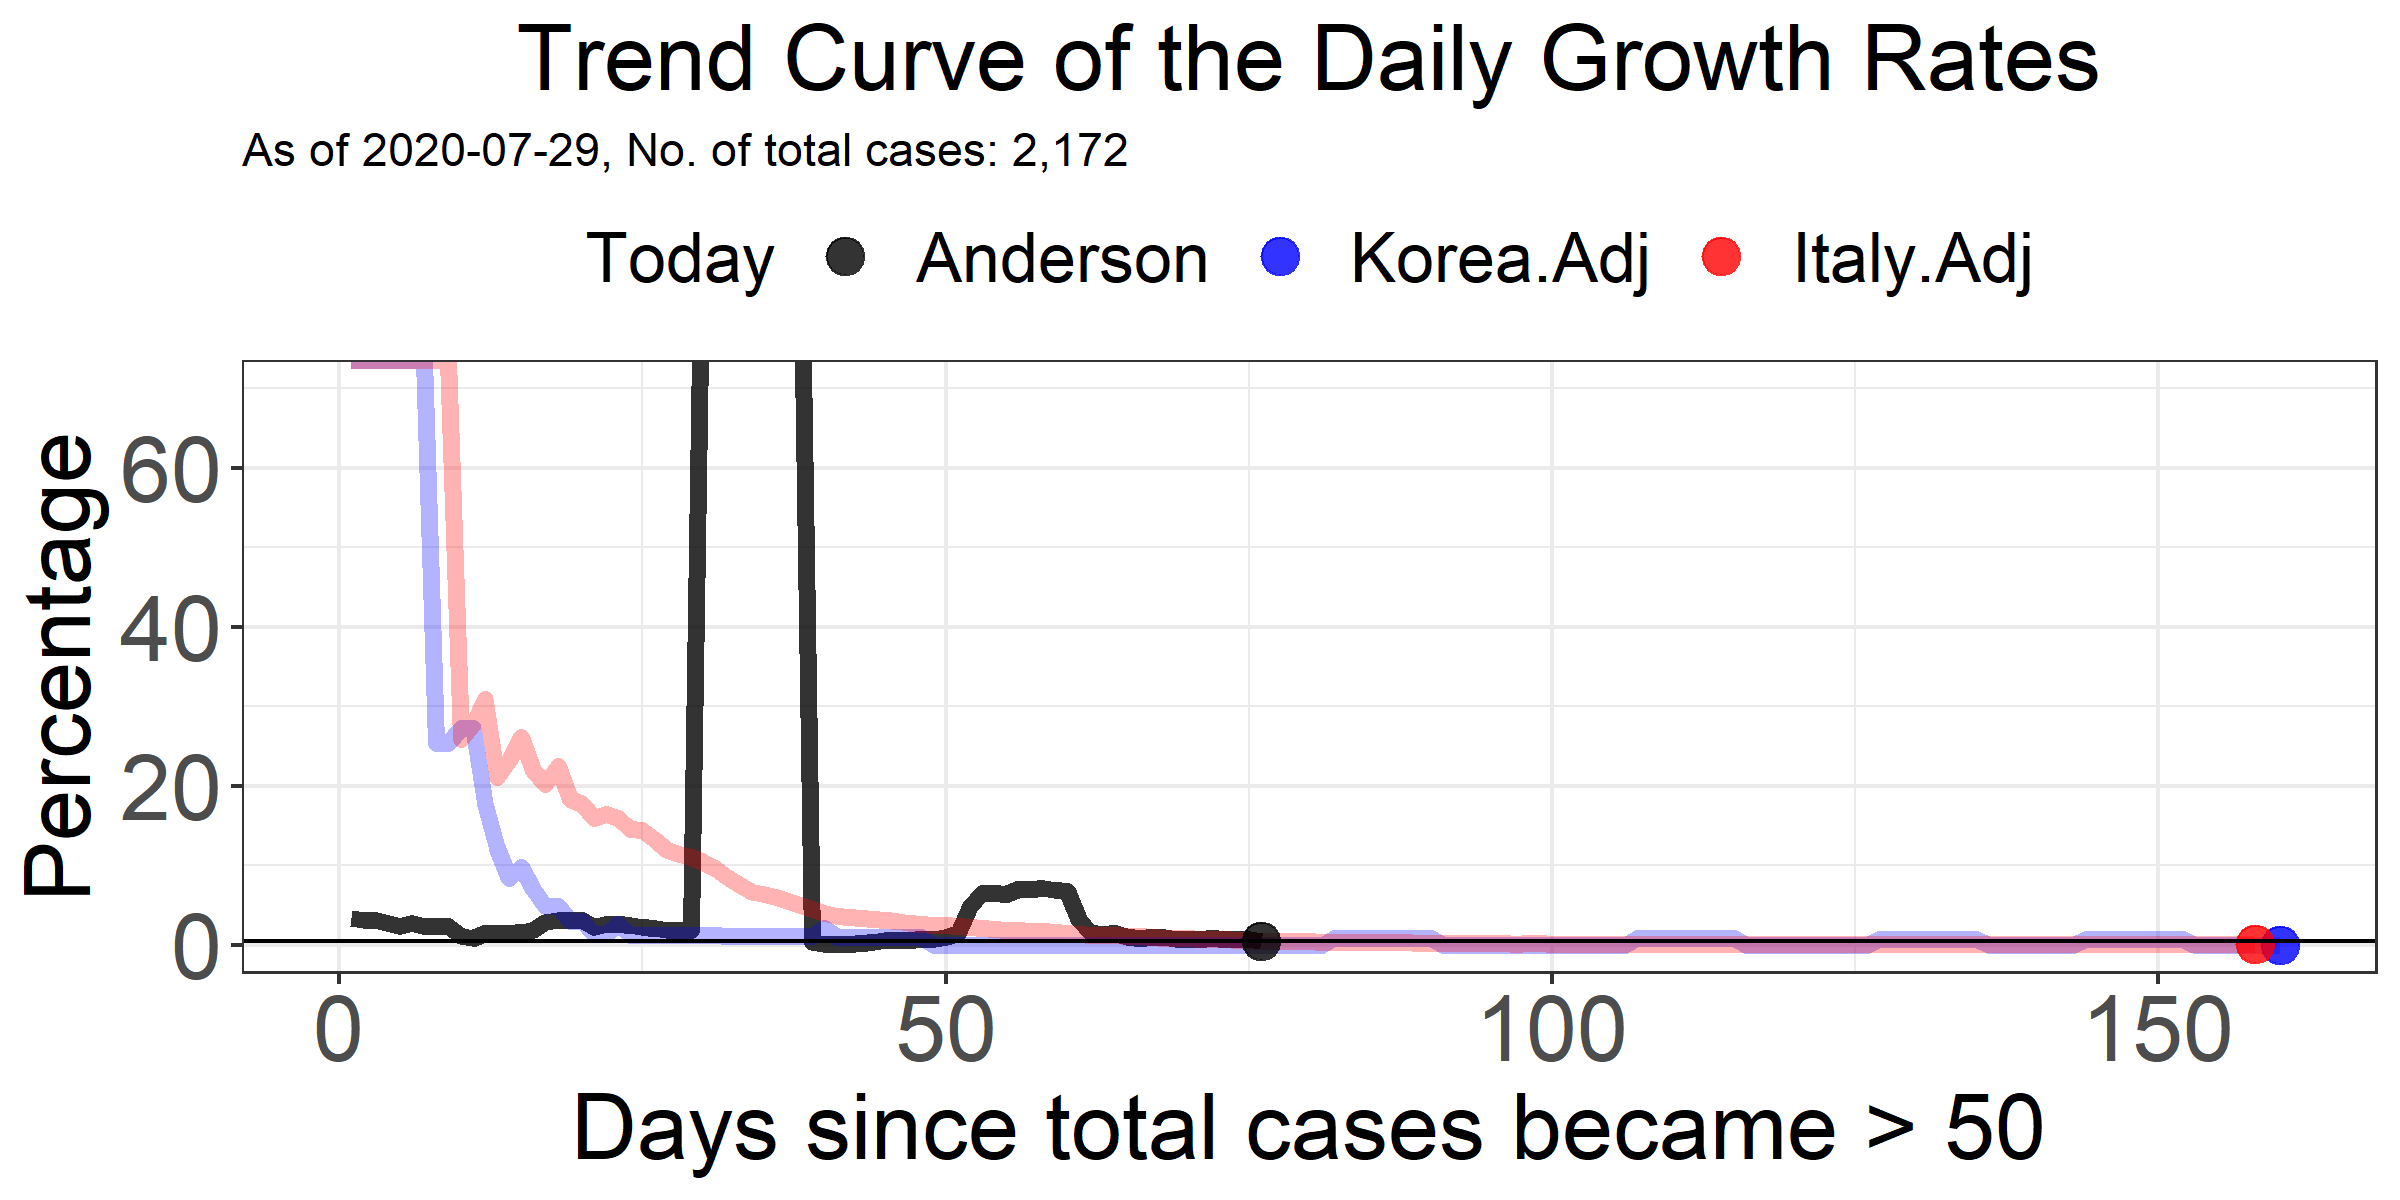 Trend Curve of the Daily Growth Rates
As of 2020-07-29, No. of total cases: 2,172
Today Anderson Korea.Adj Italy.Adj
Percentage
60
40
20
0
0 50 100 150
Days since total cases became > 50